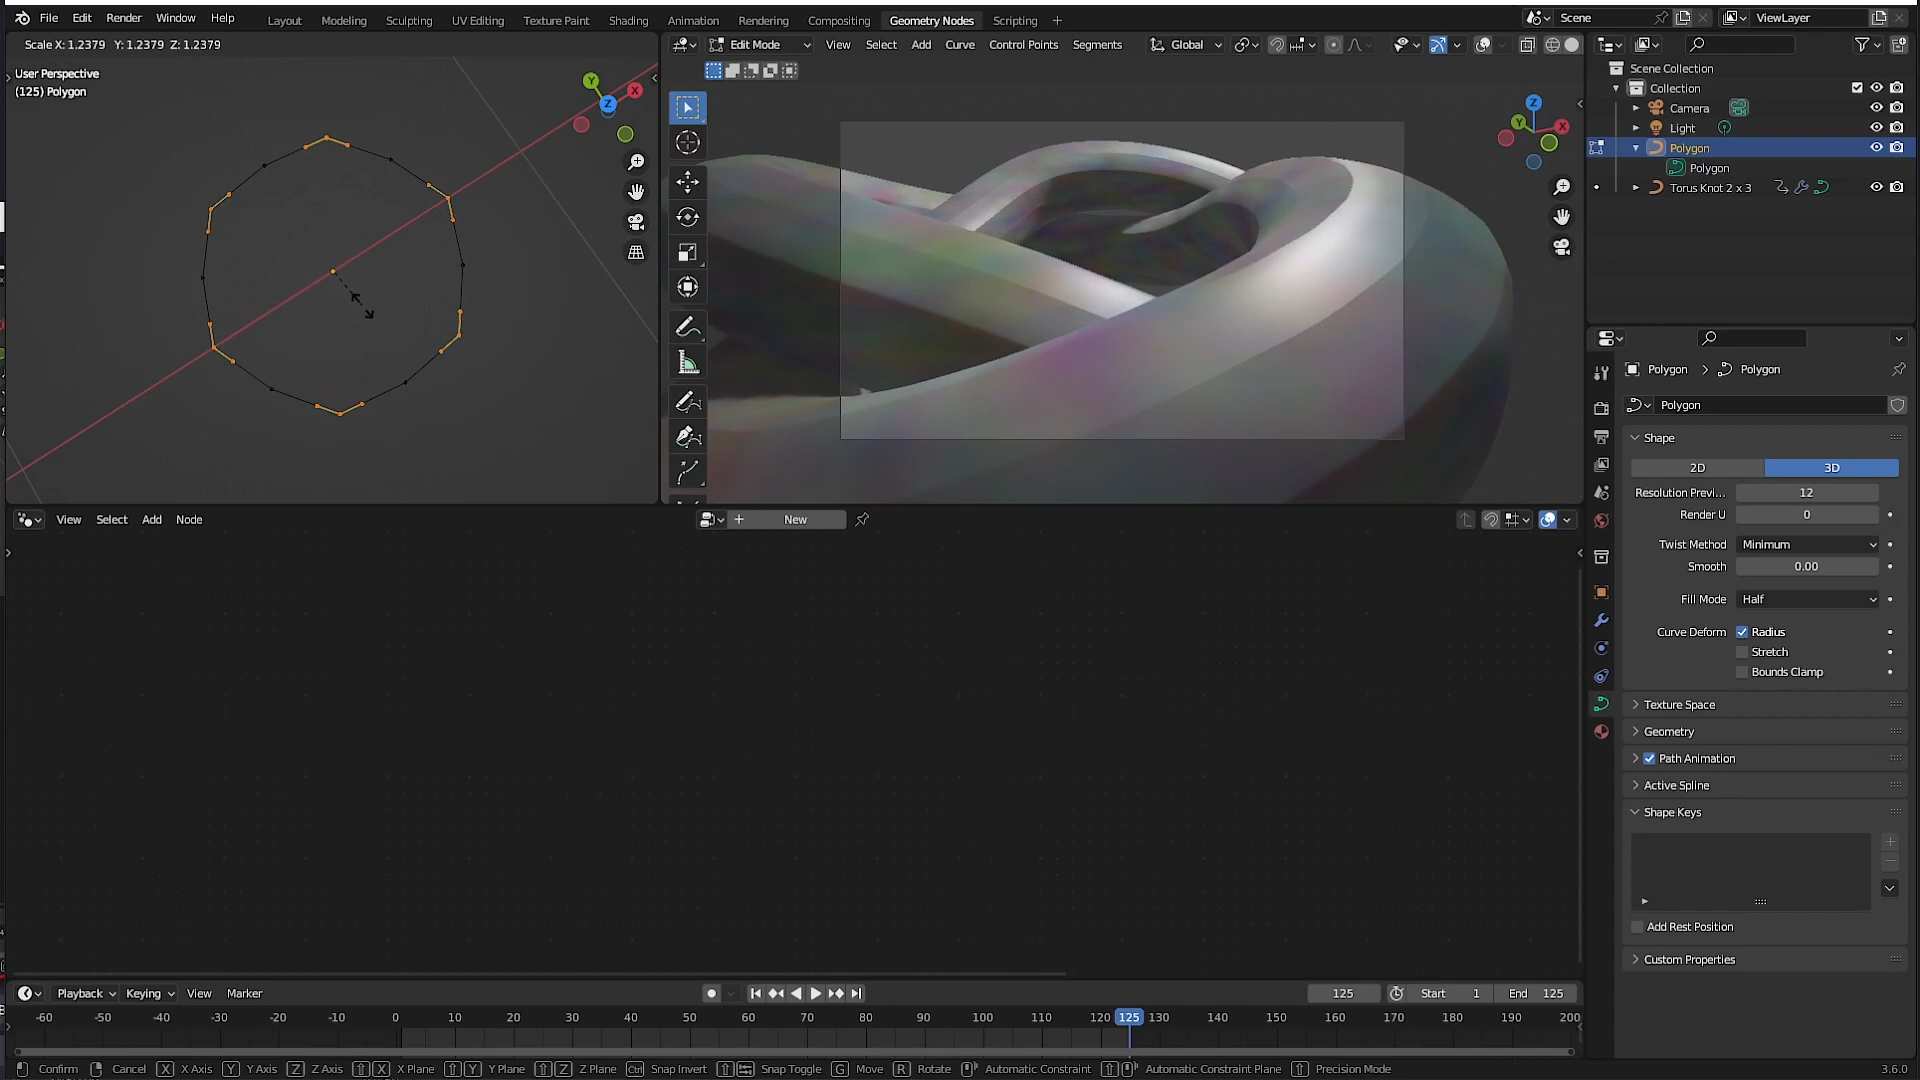 File Edit Render Window Help Layout Modeling Sculpting UV Editing Texture Paint Shading Animation Rendering Compositing Geometry Nodes Scripting + Scene ViewLayer
Scale X: 1.2379 Y: 1.2379 Z: 1.2379
Edit Mode View Select Add Curve Control Points Segments Global
User Perspective
(125) Polygon
Y
X
Z
Z
Y
X
Scene Collection
Collection
Camera
Light
Polygon
Polygon
Torus Knot 2 x 3
Polygon > Polygon
Polygon
Shape
2D 3D
Resolution Previ... 12
Render U 0
Twist Method Minimum
Smooth 0.00
Fill Mode Half
Curve Deform Radius
Stretch
Bounds Clamp
Texture Space
Geometry
Path Animation
Active Spline
Shape Keys
Add Rest Position
Custom Properties
View Select Add Node + New
Playback Keying View Marker 125 Start 1 End 125
-60 -50 -40 -30 -20 -10 0 10 20 30 40 50 60 70 80 90 100 110 120 125 130 140 150 160 170 180 190 200
Confirm Cancel X X Axis Y Y Axis Z Z Axis X X Plane Y Y Plane Z Z Plane Ctrl Snap Invert Snap Toggle G Move R Rotate Automatic Constraint Automatic Constraint Plane Precision Mode 3.6.0